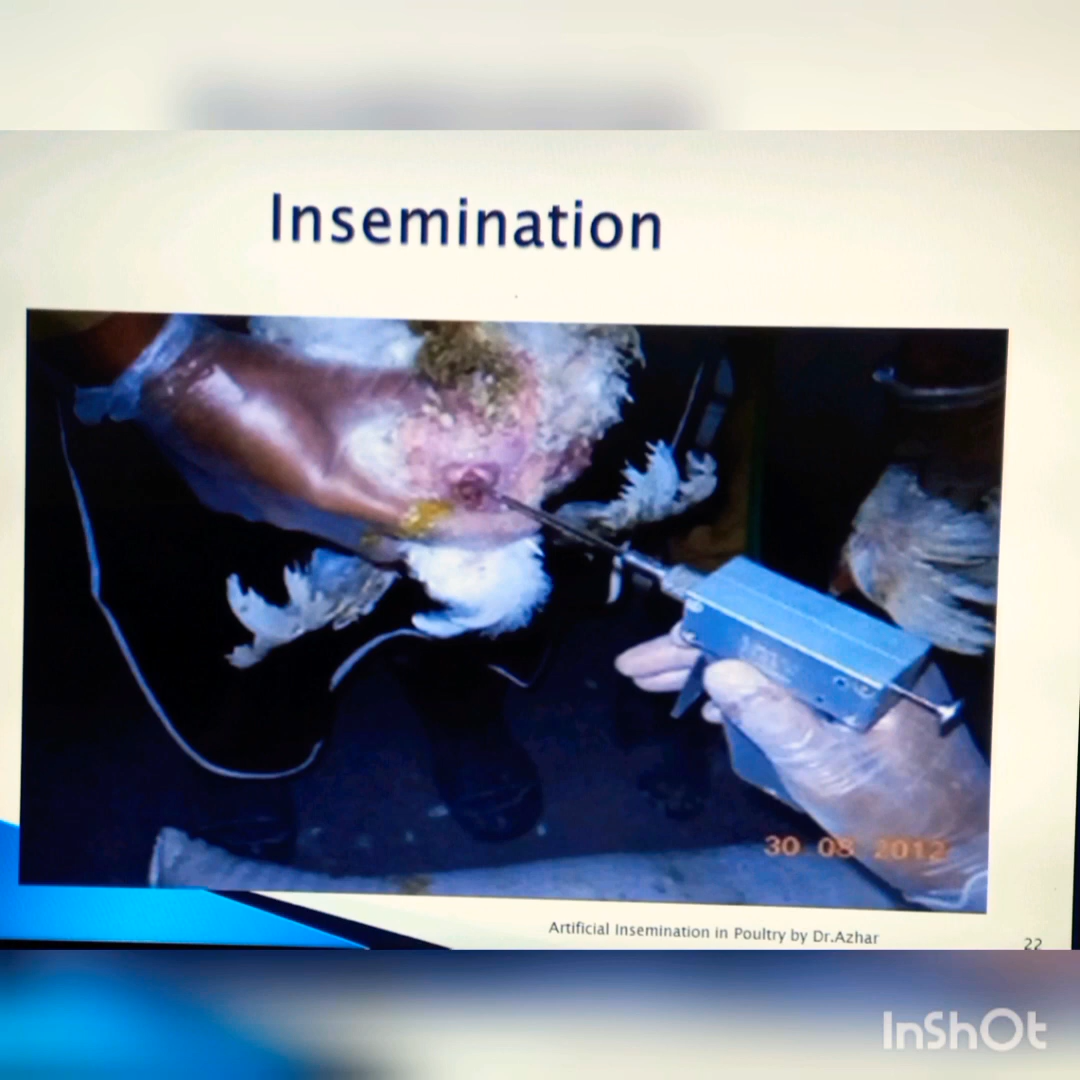 Insemination
30 08 2012
Artificial Insemination in Poultry by Dr.Azhar
22
InShOt